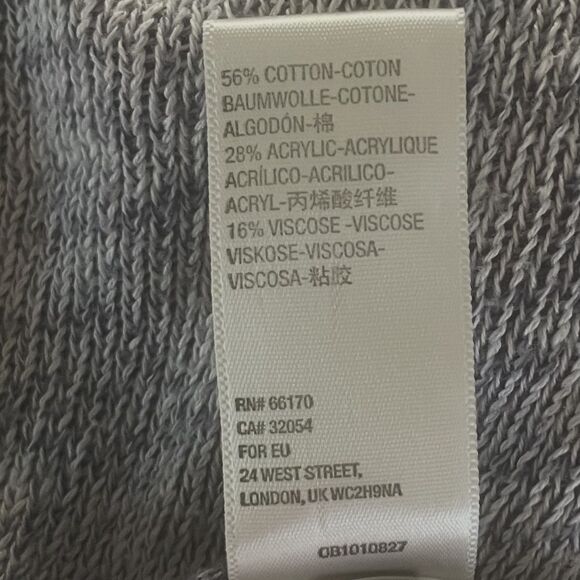 56% COTTON-COTON
BAUMWOLLE-COTONE-
ALGODÓN-棉
28% ACRYLIC-ACRYLIQUE
ACRÍLICO-ACRILICO-
ACRYL-丙烯酸纤维
16% VISCOSE -VISCOSE
VISKOSE-VISCOSA-
VISCOSA-粘胶
RN# 66170
CA# 32054
FOR EU
24 WEST STREET,
LONDON, UK WC2H9NA
OB1010827